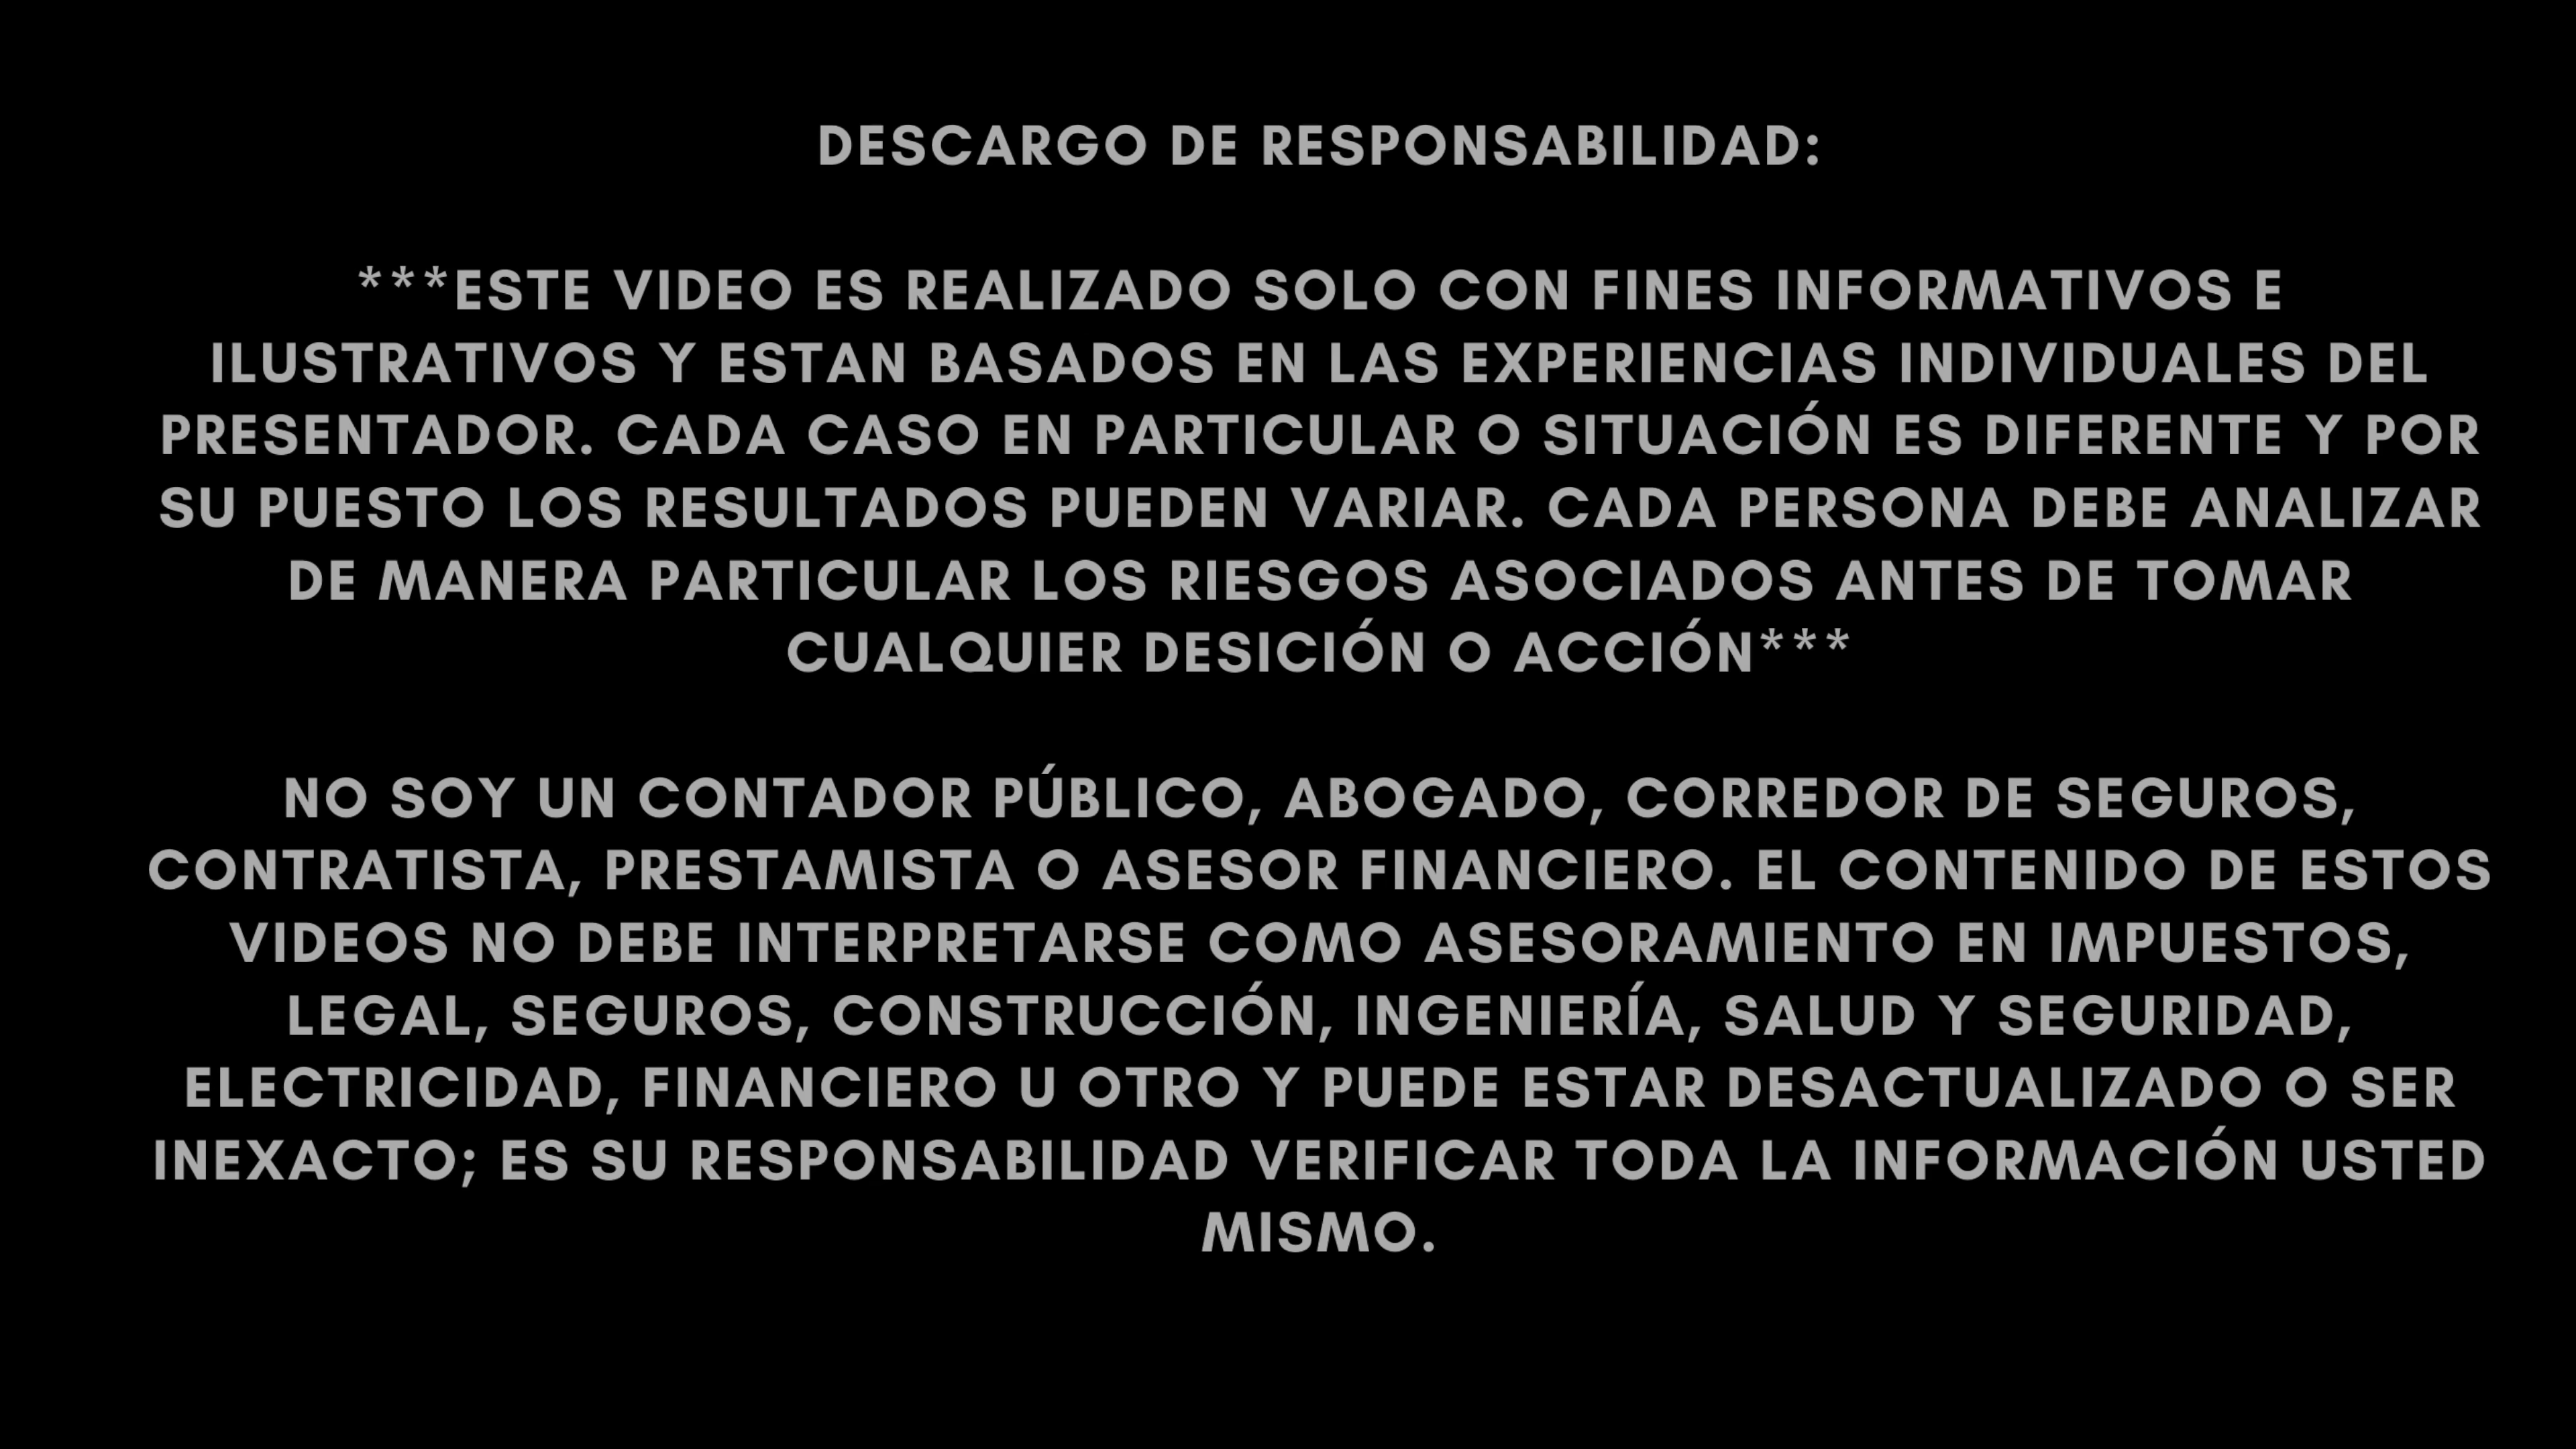 DESCARGO DE RESPONSABILIDAD:
***ESTE VIDEO ES REALIZADO SOLO CON FINES INFORMATIVOS E
ILUSTRATIVOS Y ESTAN BASADOS EN LAS EXPERIENCIAS INDIVIDUALES DEL
PRESENTADOR. CADA CASO EN PARTICULAR O SITUACIÓN ES DIFERENTE Y POR
SU PUESTO LOS RESULTADOS PUEDEN VARIAR. CADA PERSONA DEBE ANALIZAR
DE MANERA PARTICULAR LOS RIESGOS ASOCIADOS ANTES DE TOMAR
CUALQUIER DESICIÓN O ACCIÓN***
NO SOY UN CONTADOR PÚBLICO, ABOGADO, CORREDOR DE SEGUROS,
CONTRATISTA, PRESTAMISTA O ASESOR FINANCIERO. EL CONTENIDO DE ESTOS
VIDEOS NO DEBE INTERPRETARSE COMO ASESORAMIENTO EN IMPUESTOS,
LEGAL, SEGUROS, CONSTRUCCIÓN, INGENIERÍA, SALUD Y SEGURIDAD,
ELECTRICIDAD, FINANCIERO U OTRO Y PUEDE ESTAR DESACTUALIZADO O SER
INEXACTO; ES SU RESPONSABILIDAD VERIFICAR TODA LA INFORMACIÓN USTED
MISMO.